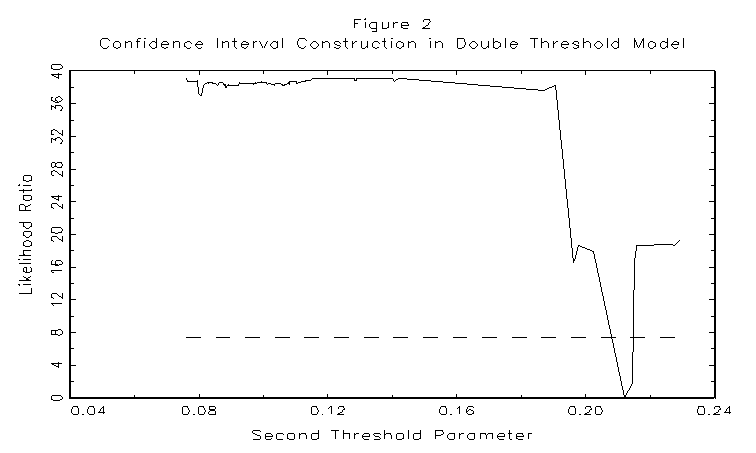 Figure 2
Confidence Interval Construction in Double Threshold Model
40
36
32
28
24
20
16
12
8
4
0
Likelihood Ratio
0.04 0.08 0.12 0.16 0.20 0.24
Second Threshold Parameter